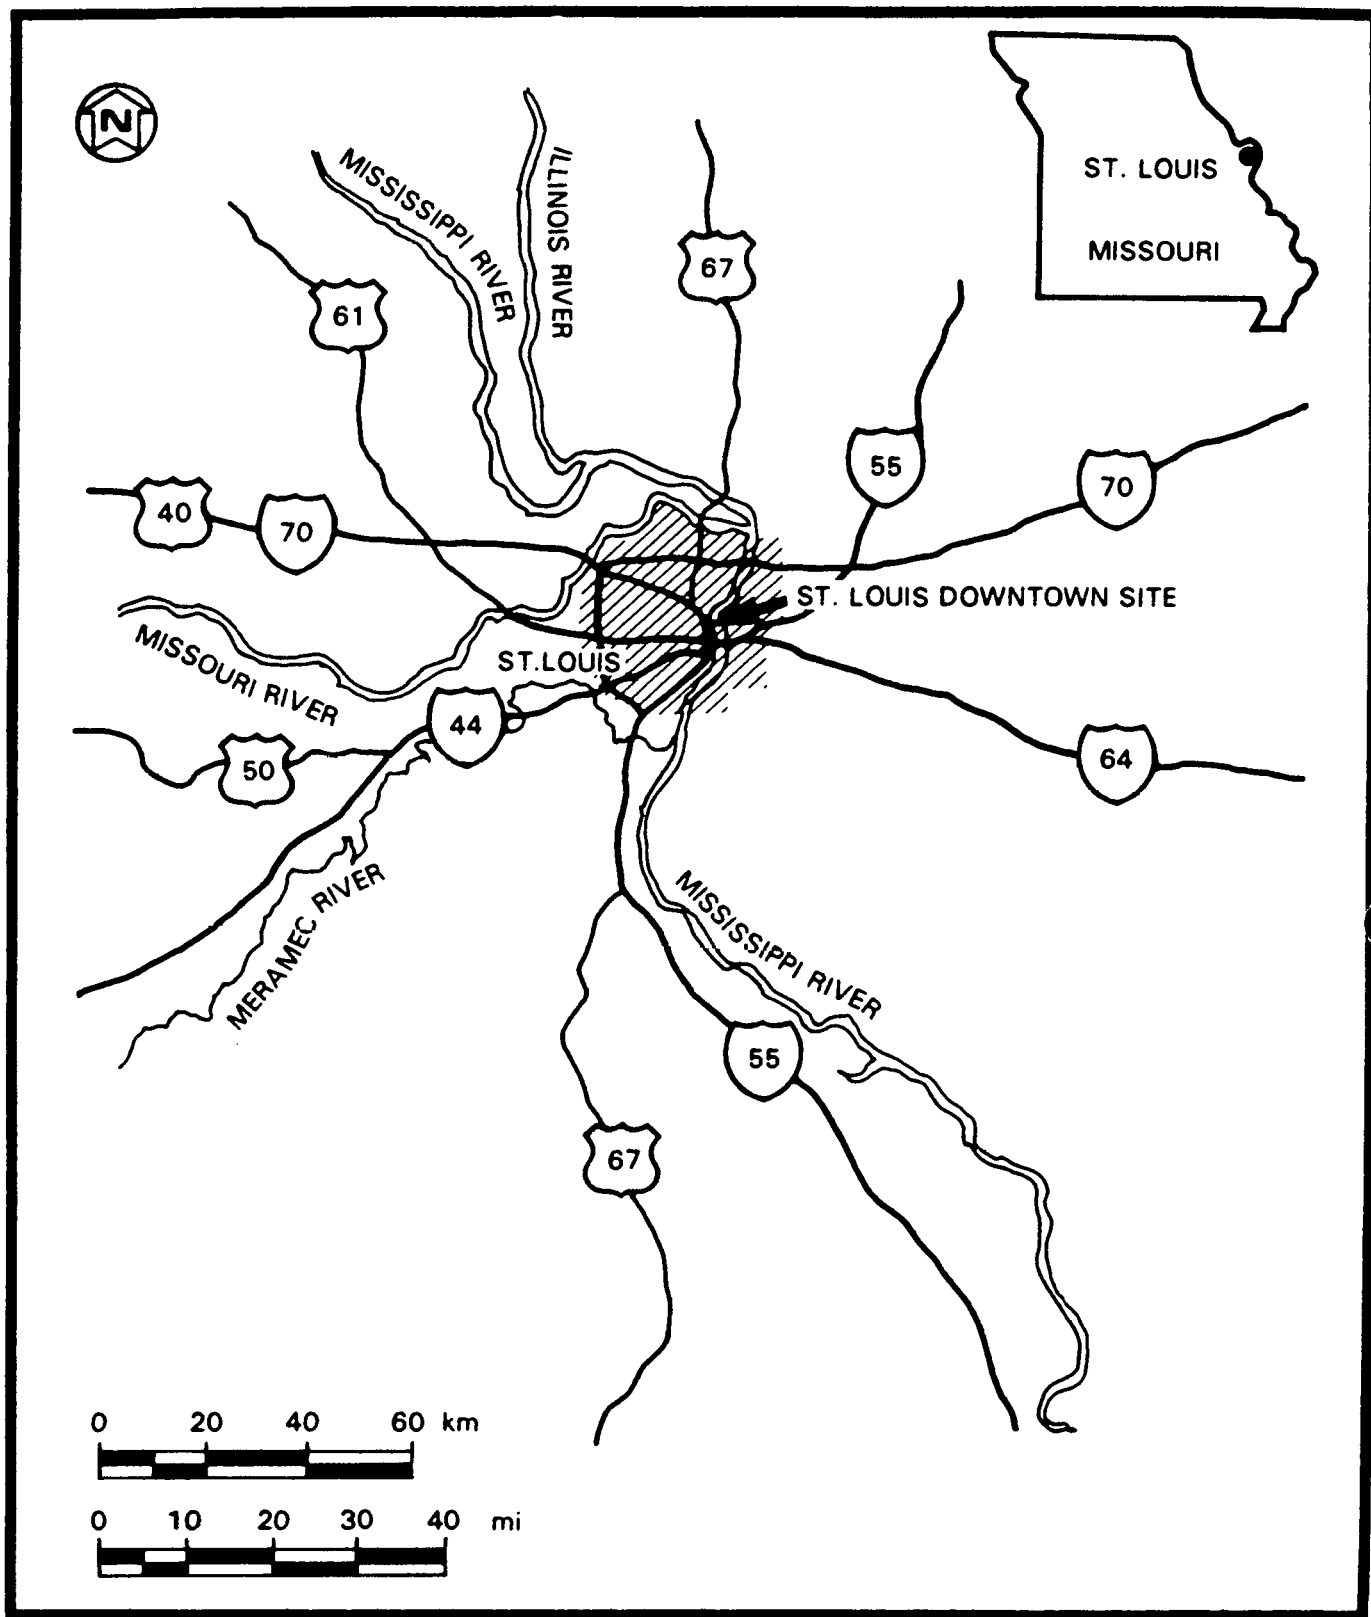 N
ST. LOUIS
MISSOURI
MISSISSIPPI RIVER
ILLINOIS RIVER
67
61
55
70
40
70
ST. LOUIS DOWNTOWN SITE
MISSOURI RIVER
ST. LOUIS
44
50
64
MERAMEC RIVER
MISSISSIPPI RIVER
55
67
0 20 40 60 km
0 10 20 30 40 mi